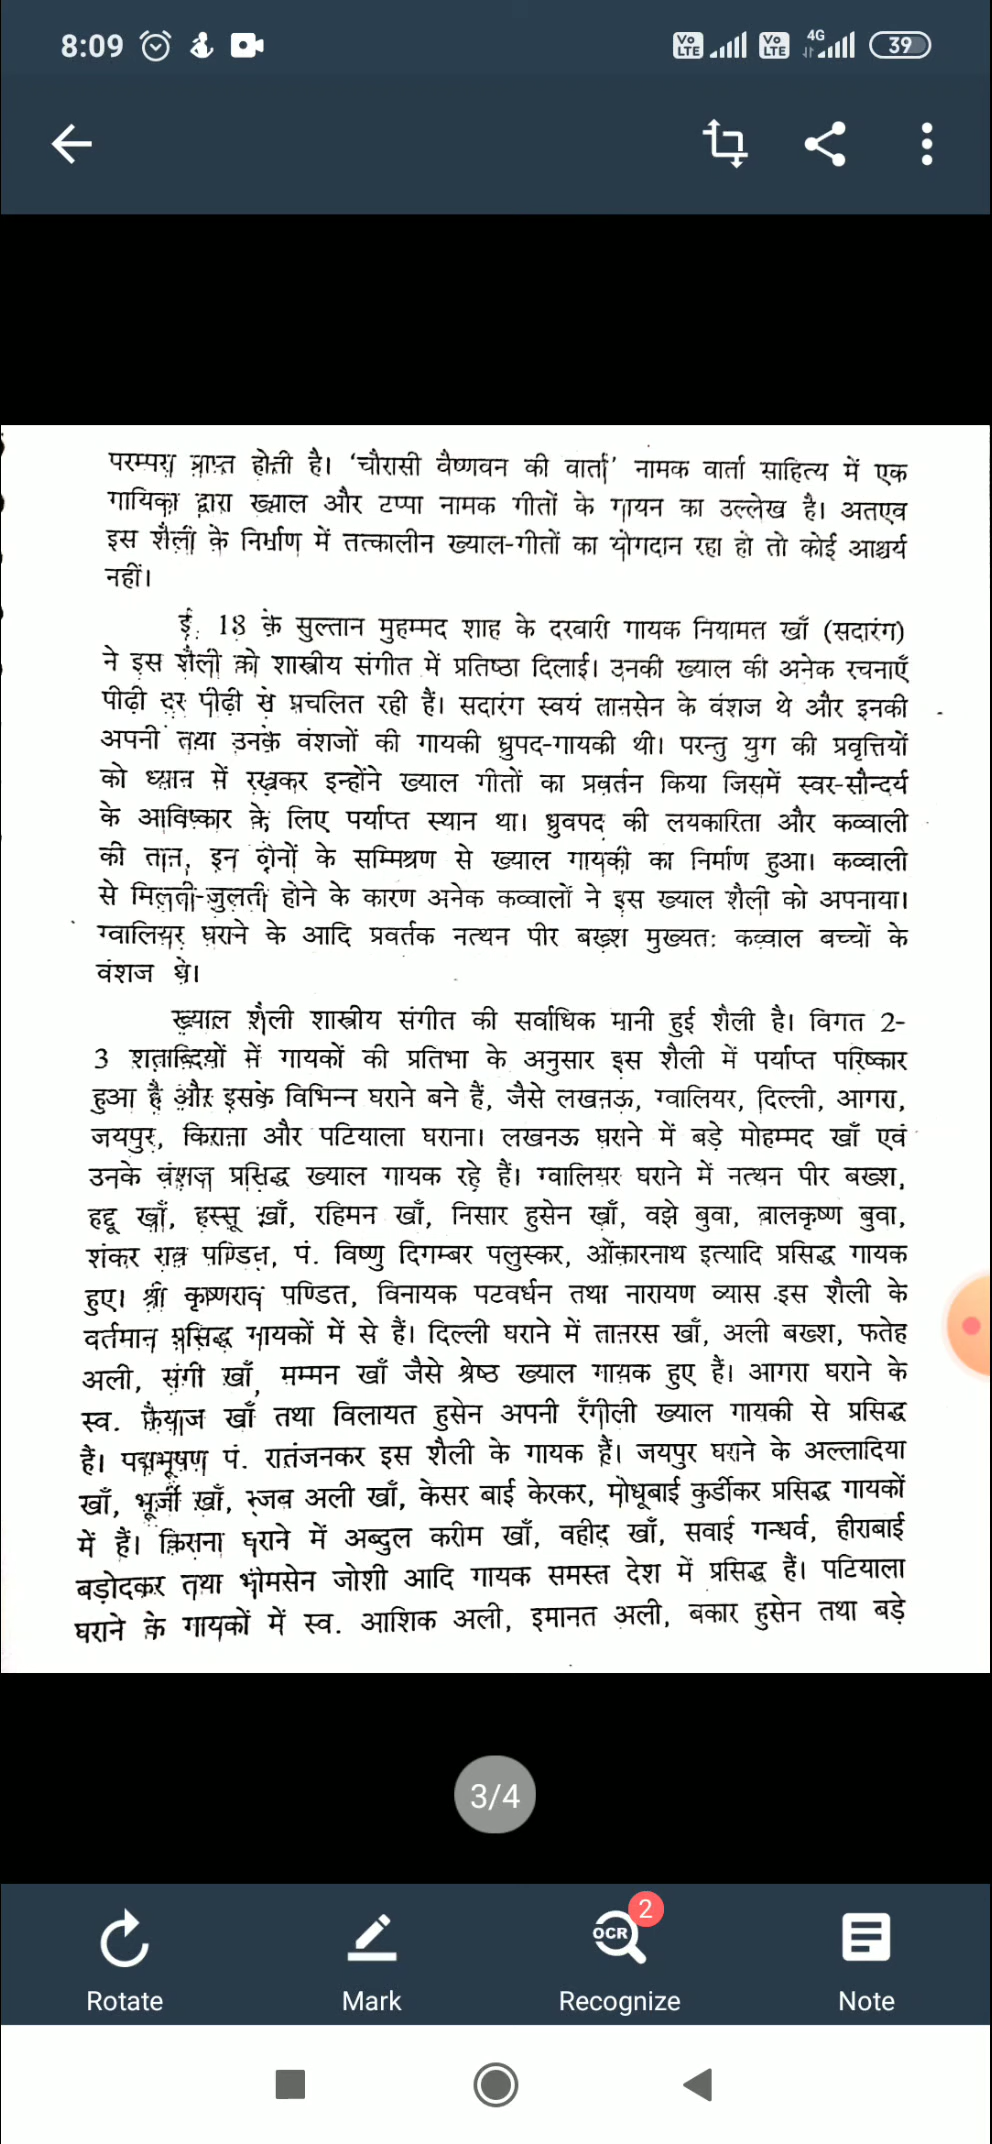 8:09
Vo LTE Vo LTE 4G 39
परम्परा प्राप्त होती है। 'चौरासी वैष्णवन की वार्ता' नामक वार्ता साहित्य में एक
गायिका द्वारा ख्याल और टप्पा नामक गीतों के गायन का उल्लेख है। अतएव
इस शैली के निर्माण में तत्कालीन ख्याल-गीतों का योगदान रहा हो तो कोई आश्चर्य
नहीं।
ई. 18 के सुल्तान मुहम्मद शाह के दरबारी गायक नियामत खाँ (सदारंग)
ने इस शैली को शास्त्रीय संगीत में प्रतिष्ठा दिलाई। उनकी ख्याल की अनेक रचनाएँ
पीढ़ी दर पीढ़ी से प्रचलित रही हैं। सदारंग स्वयं तानसेन के वंशज थे और इनकी
अपनी तथा उनके वंशजों की गायकी ध्रुपद-गायकी थी। परन्तु युग की प्रवृत्तियों
को ध्यान में रखकर इन्होंने ख्याल गीतों का प्रवर्तन किया जिसमें स्वर-सौन्दर्य
के आविष्कार के लिए पर्याप्त स्थान था। ध्रुवपद की लयकारिता और कव्वाली
की तान, इन दोनों के सम्मिश्रण से ख्याल गायकी का निर्माण हुआ। कव्वाली
से मिलती-जुलती होने के कारण अनेक कव्वालों ने इस ख्याल शैली को अपनाया।
ग्वालियर घराने के आदि प्रवर्तक नत्थन पीर बख्श मुख्यतः कव्वाल बच्चों के
वंशज थे।
ख्याल शैली शास्त्रीय संगीत की सर्वाधिक मानी हुई शैली है। विगत 2-
3 शताब्दियों में गायकों की प्रतिभा के अनुसार इस शैली में पर्याप्त परिष्कार
हुआ है और इसके विभिन्न घराने बने हैं, जैसे लखनऊ, ग्वालियर, दिल्ली, आगरा,
जयपुर, किराना और पटियाला घराना। लखनऊ घराने में बड़े मोहम्मद खाँ एवं
उनके वंशज प्रसिद्ध ख्याल गायक रहे हैं। ग्वालियर घराने में नत्थन पीर बख्श,
हद्दू खाँ, हस्सू खाँ, रहिमन खाँ, निसार हुसेन खाँ, वझे बुवा, बालकृष्ण बुवा,
शंकर राव पण्डित, पं. विष्णु दिगम्बर पलुस्कर, ओंकारनाथ इत्यादि प्रसिद्ध गायक
हुए। श्री कृष्णराव पण्डित, विनायक पटवर्धन तथा नारायण व्यास इस शैली के
वर्तमान प्रसिद्ध गायकों में से हैं। दिल्ली घराने में तानरस खाँ, अली बख्श, फतेह
अली, संगी खाँ, मम्मन खाँ जैसे श्रेष्ठ ख्याल गायक हुए हैं। आगरा घराने के
स्व. फैयाज खाँ तथा विलायत हुसेन अपनी रँगीली ख्याल गायकी से प्रसिद्ध
हैं। पद्मभूषण पं. रातंजनकर इस शैली के गायक हैं। जयपुर घराने के अल्लादिया
खाँ, भूर्जी खाँ, रजब अली खाँ, केसर बाई केरकर, मोधूबाई कुर्डीकर प्रसिद्ध गायकों
में हैं। किराना घराने में अब्दुल करीम खाँ, वहीद खाँ, सवाई गन्धर्व, हीराबाई
बड़ोदकर तथा भीमसेन जोशी आदि गायक समस्त देश में प्रसिद्ध हैं। पटियाला
घराने के गायकों में स्व. आशिक अली, इमानत अली, बकार हुसेन तथा बड़े
3/4
OCR 2
Rotate Mark Recognize Note